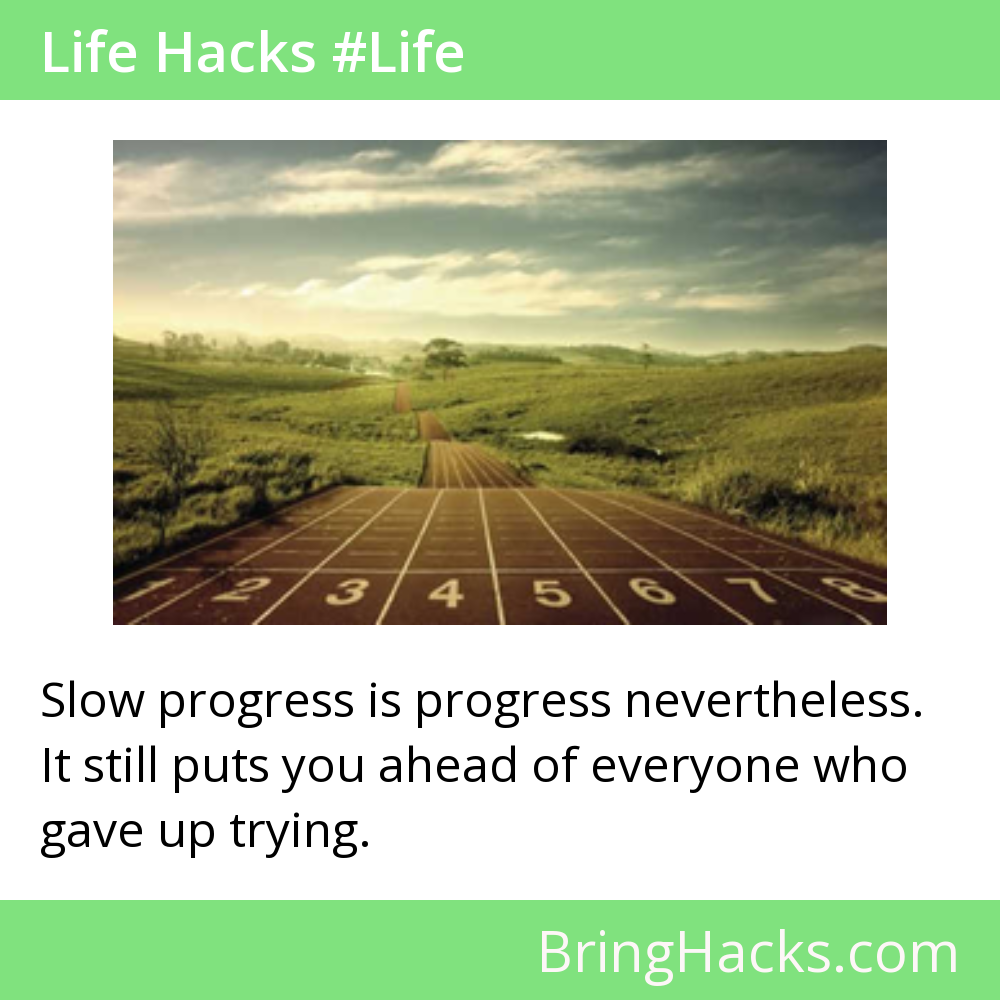 Life Hacks #Life
1 2 3 4 5 6 7 8
Slow progress is progress nevertheless.
It still puts you ahead of everyone who
gave up trying.
BringHacks.com